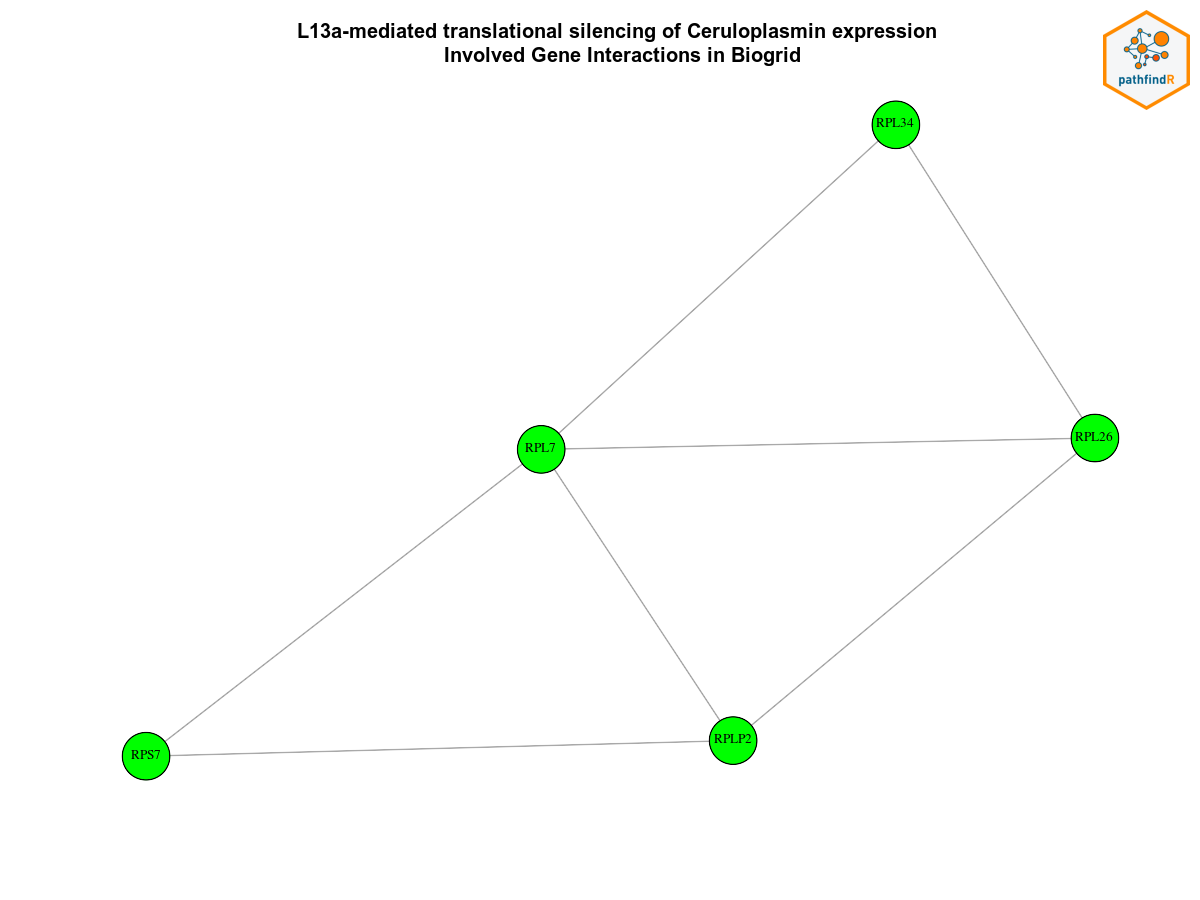 L13a-mediated translational silencing of Ceruloplasmin expression
Involved Gene Interactions in Biogrid
pathfindR
RPL34
RPL26
RPL7
RPLP2
RPS7